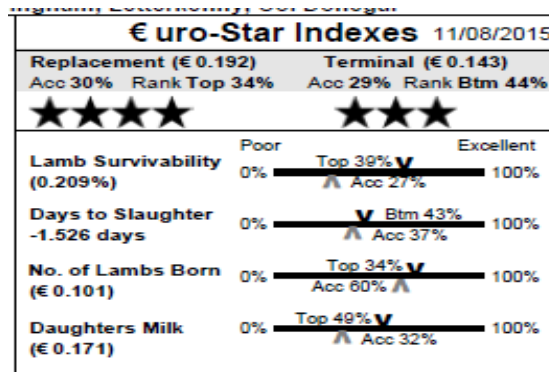 € uro-Star Indexes 11/08/2015
Replacement (€ 0.192) Terminal (€ 0.143)
Acc 30% Rank Top 34% Acc 29% Rank Btm 44%
Poor Excellent
Lamb Survivability
(0.209%)
0% Top 39% Acc 27% 100%
Days to Slaughter
-1.526 days
0% Btm 43% Acc 37% 100%
No. of Lambs Born
(€ 0.101)
0% Top 34% Acc 60% 100%
Daughters Milk
(€ 0.171)
0% Top 49% Acc 32% 100%